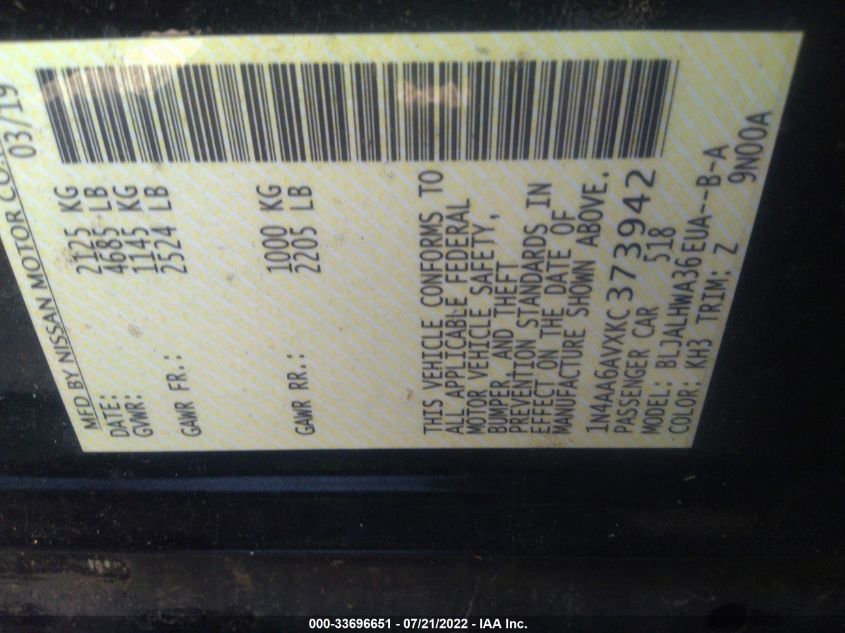 MFD BY NISSAN MOTOR CO.
DATE: 03/19
GVWR: 2125 KG
4685 LB
GAWR FR.: 1145 KG
2524 LB
GAWR RR.: 1000 KG
2205 LB
THIS VEHICLE CONFORMS TO
ALL APPLICABLE FEDERAL
MOTOR VEHICLE SAFETY,
BUMPER, AND THEFT
PREVENTION STANDARDS IN
EFFECT ON THE DATE OF
MANUFACTURE SHOWN ABOVE.
1N4AA6AVXKC373942
PASSENGER CAR 518
MODEL: BLJALHWA36EUA--B-A
COLOR: KH3 TRIM: Z 9N00A
000-33696651 - 07/21/2022 - IAA Inc.